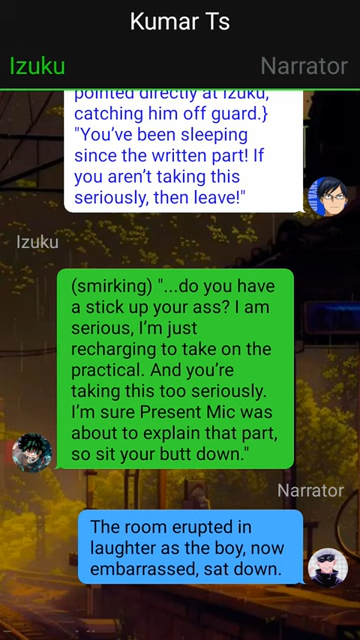 Kumar Ts
Izuku
Narrator
pointed directly at Izuku,
catching him off guard.}
"You've been sleeping
since the written part! If
you aren't taking this
seriously, then leave!"
Izuku
(smirking) "...do you have
a stick up your ass? I am
serious, I'm just
recharging to take on the
practical. And you're
taking this too seriously.
I'm sure Present Mic was
about to explain that part,
so sit your butt down."
Narrator
The room erupted in
laughter as the boy, now
embarrassed, sat down.